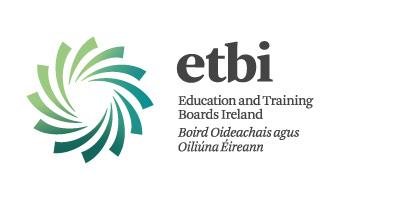 etbi
Education and Training
Boards Ireland
Boird Oideachais agus
Oiliúna Éireann